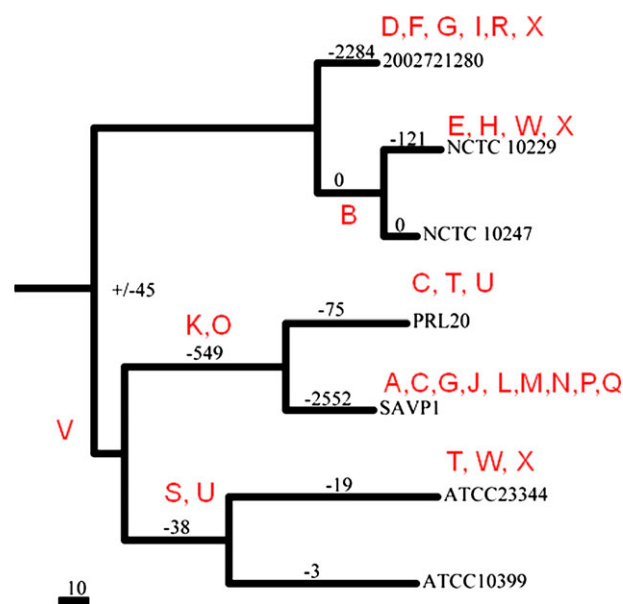 D,F, G, I,R, X
-2284
2002721280
E, H, W, X
-121
NCTC 10229
0
B
0
NCTC 10247
+/-45
C, T, U
K,O
-75
PRL20
-549
A,C,G,J, L,M,N,P,Q
-2552
SAVP1
V
T, W, X
S, U
-19
ATCC23344
-38
-3
ATCC10399
10